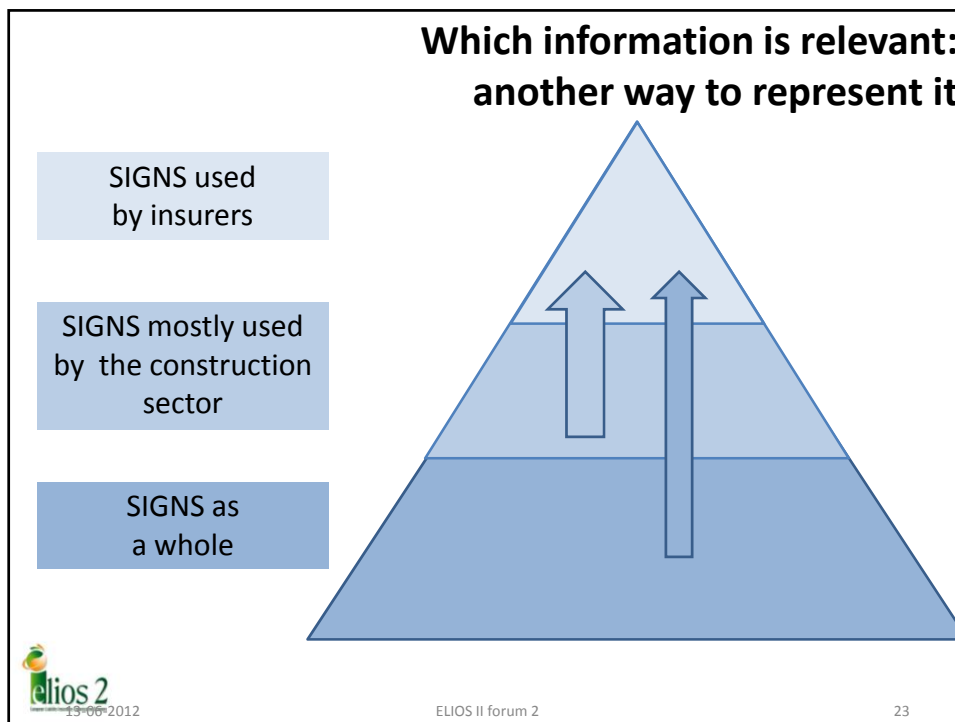 Which information is relevant:
another way to represent it
SIGNS used
by insurers
SIGNS mostly used
by the construction
sector
SIGNS as
a whole
elios 2
13-06-2012
ELIOS II forum 2
23